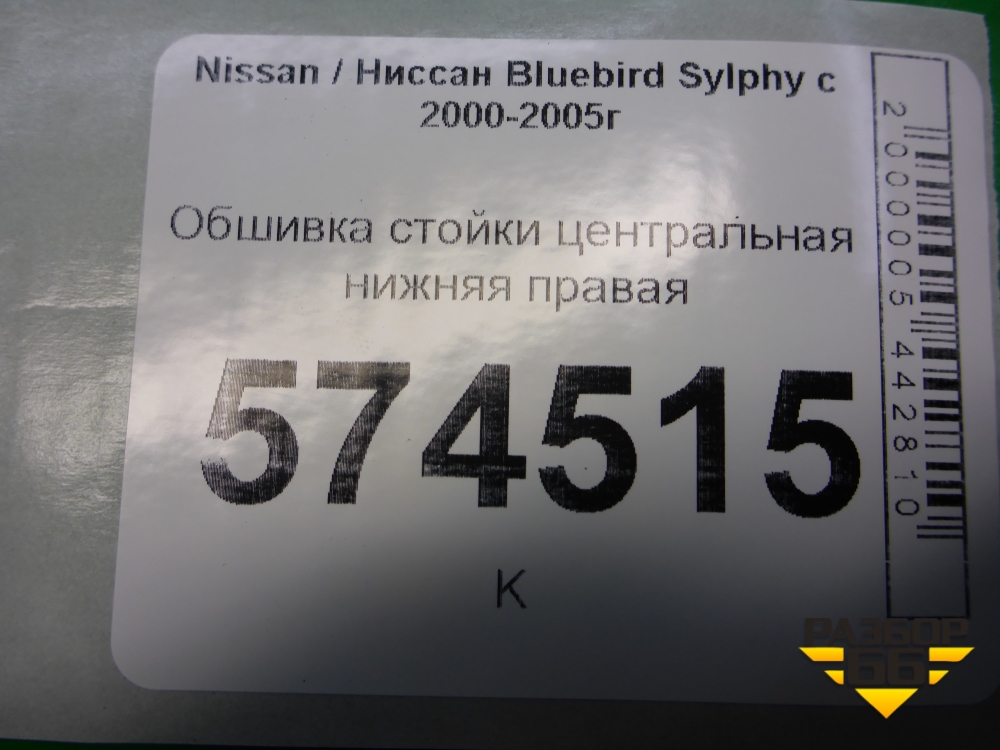 Nissan / Ниссан Bluebird Sylphy с
2000-2005г
Обшивка стойки центральная
нижняя правая
574515
К
2000005442810
РАЗБОР
66